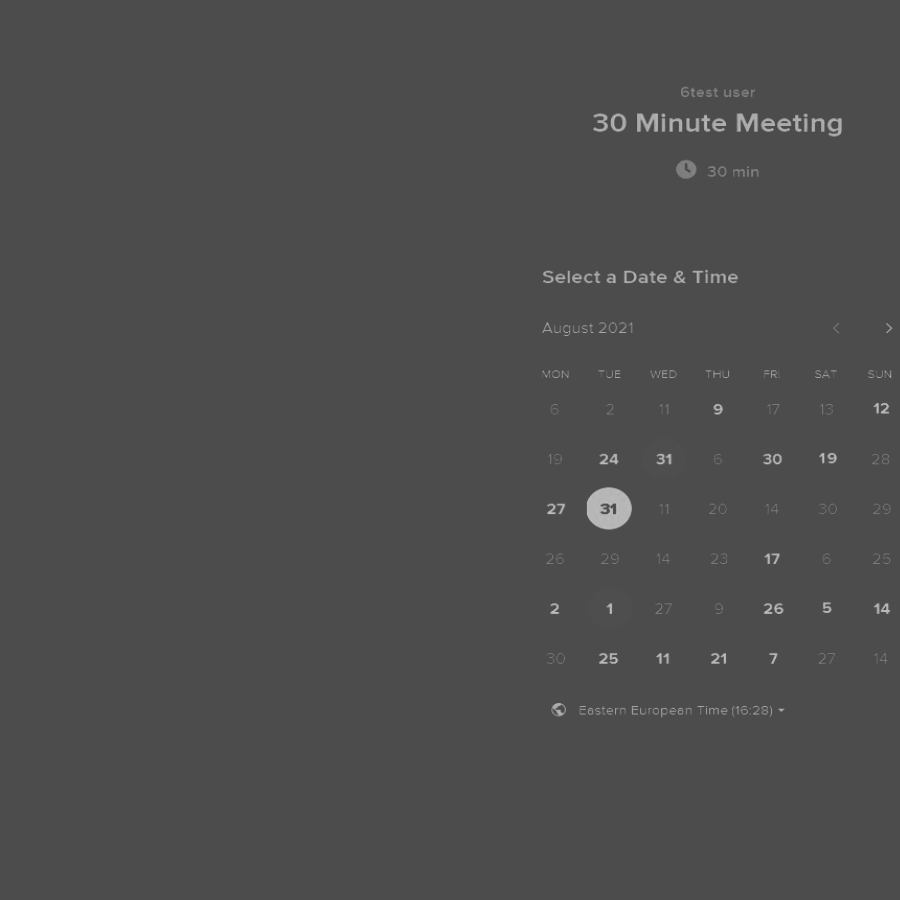 6test user
30 Minute Meeting
30 min
Select a Date & Time
August 2021
MON TUE WED THU FRI SAT SUN
6 2 11 9 17 13 12
19 24 31 6 30 19 28
27 31 11 20 14 30 29
26 29 14 23 17 6 25
2 1 27 9 26 5 14
30 25 11 21 7 27 14
Eastern European Time (16:28)